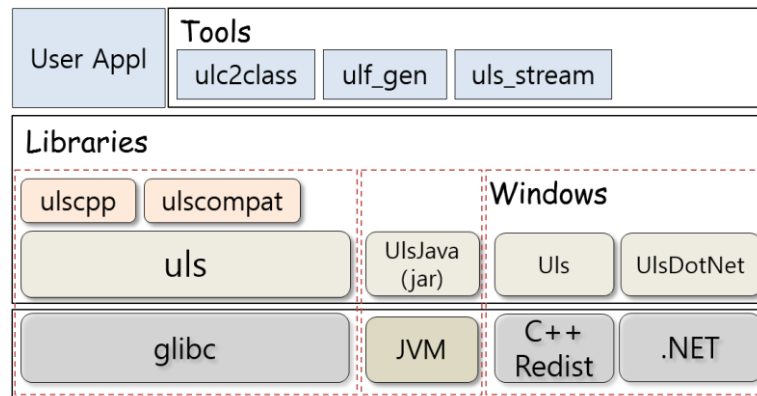 Tools
User Appl
ulc2class ulf_gen uls_stream
Libraries
ulscpp ulscompat
Windows
uls
UlsJava
(jar)
Uls
UlsDotNet
glibc
JVM
C++
Redist
.NET